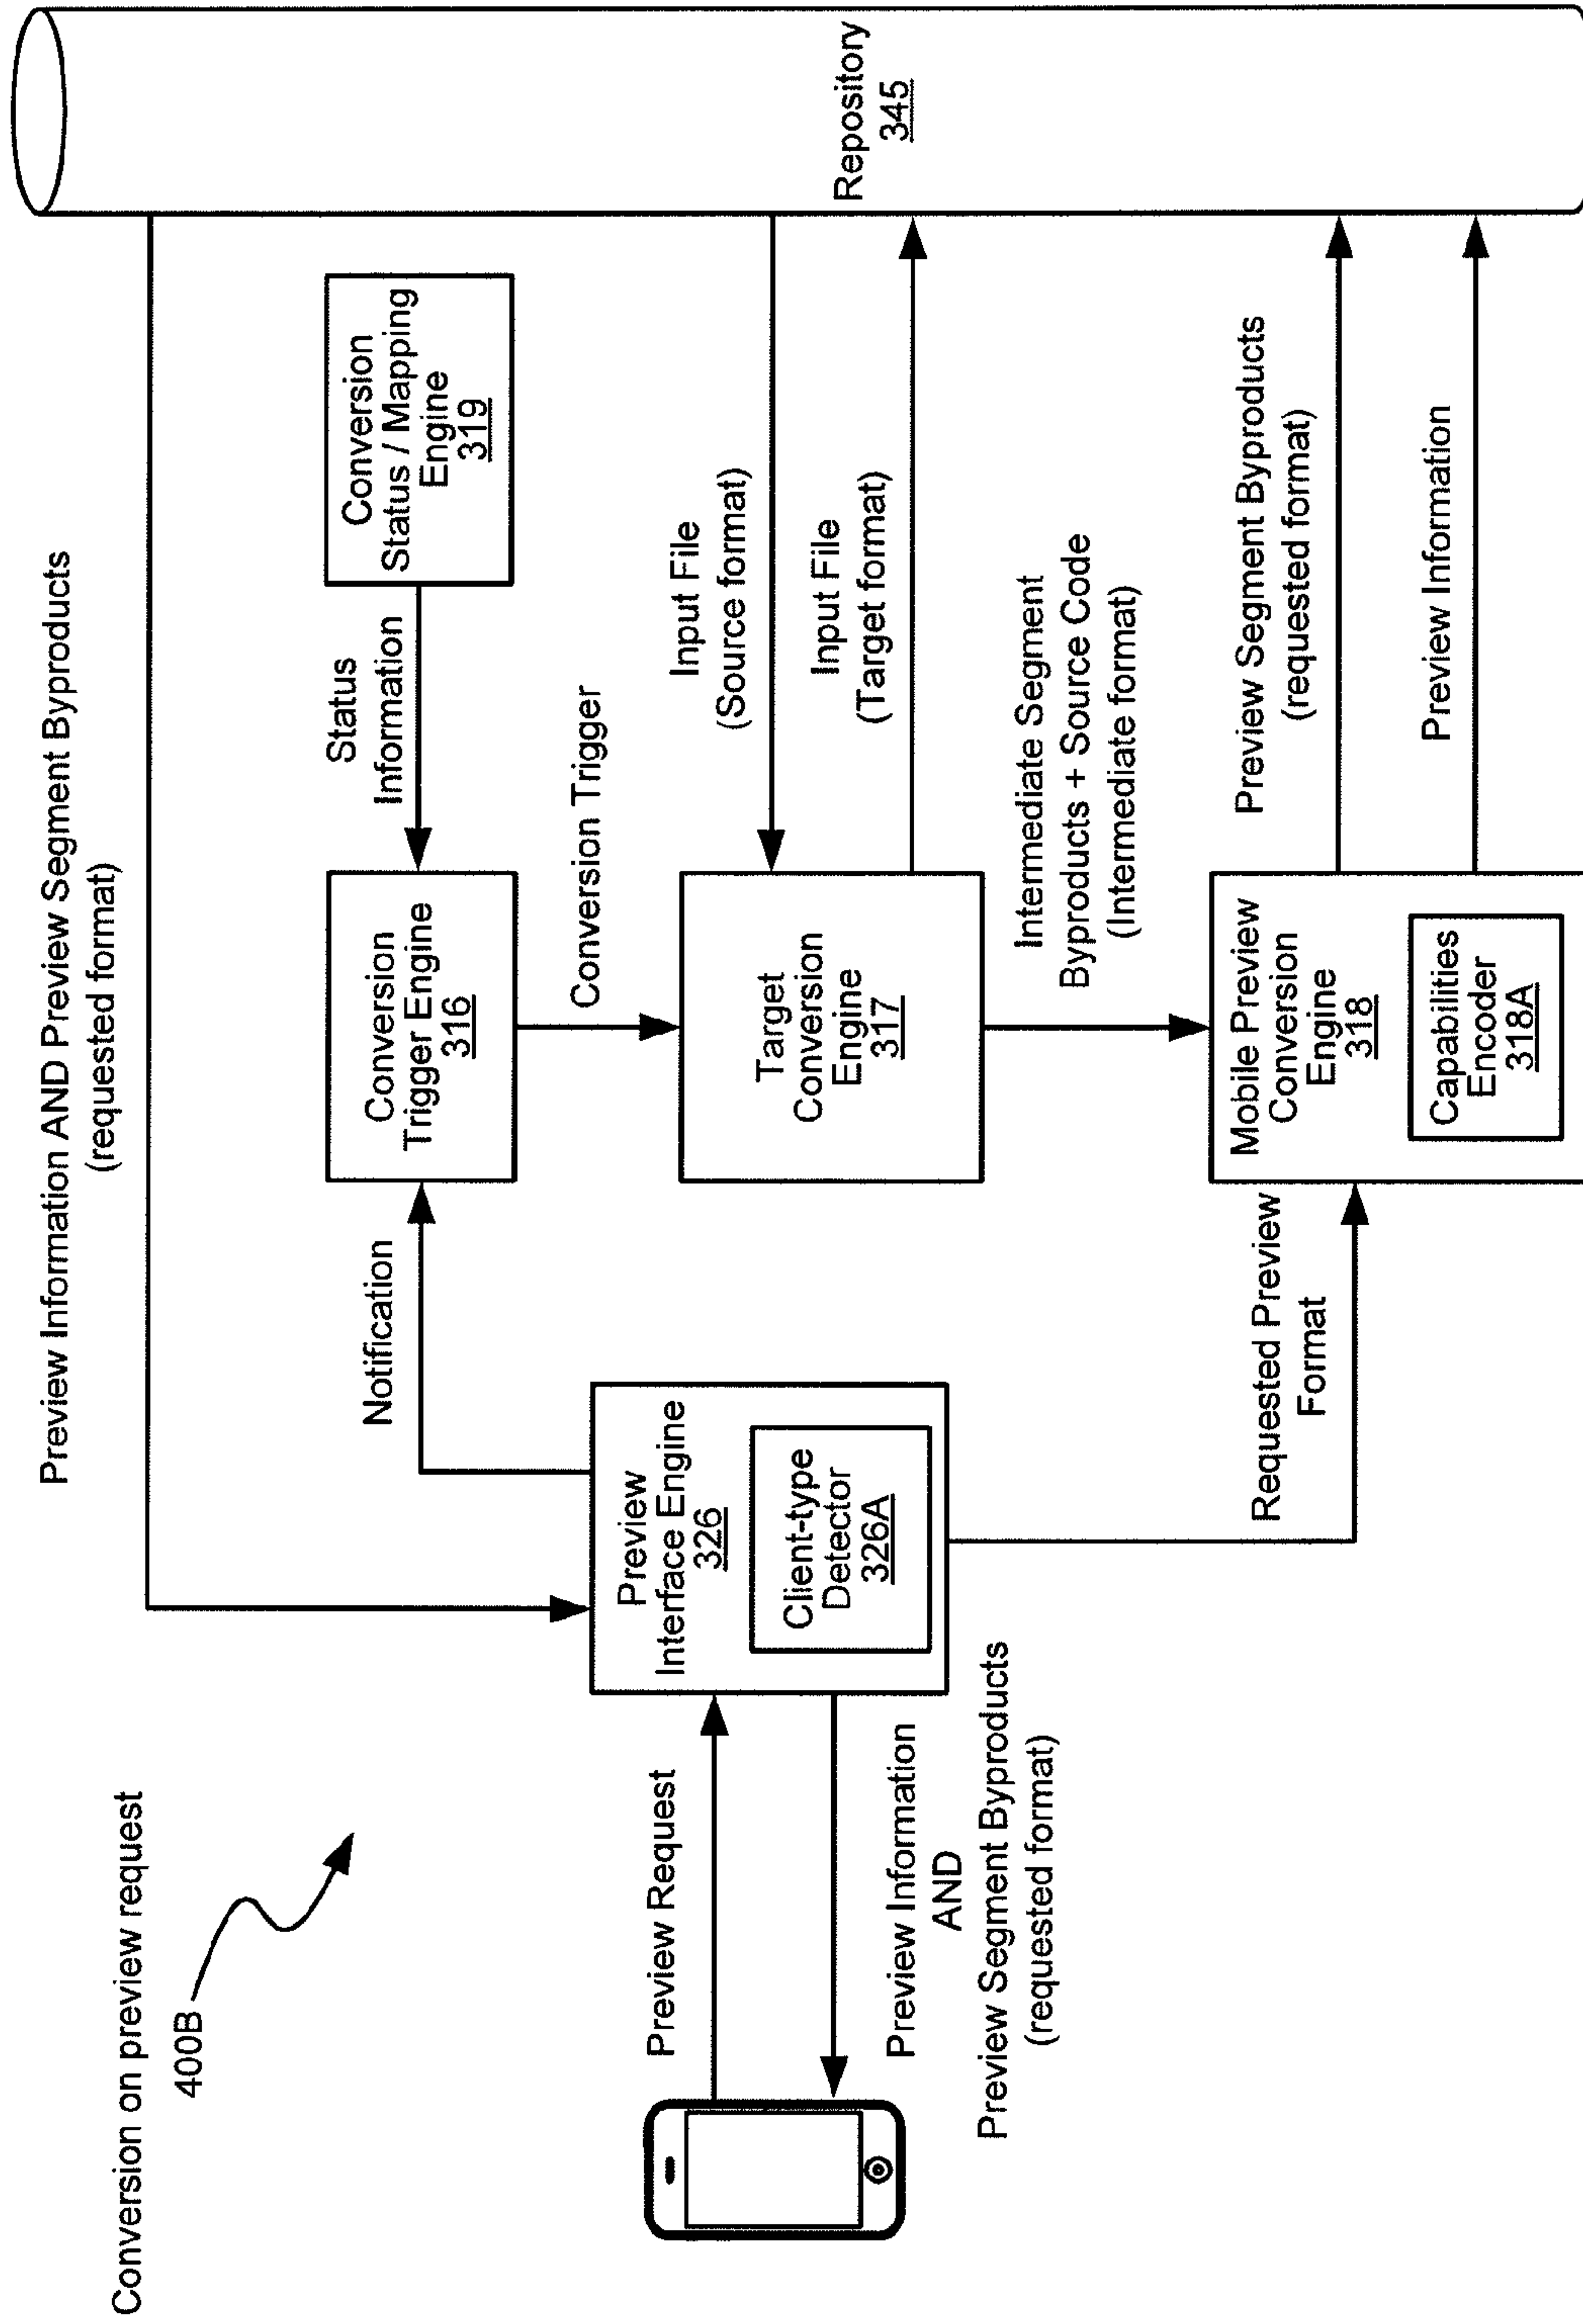 Conversion on preview request
400B
Preview Information AND Preview Segment Byproducts
(requested format)
Preview Request
Preview Information
AND
Preview Segment Byproducts
(requested format)
Preview
Interface Engine
326
Client-type
Detector
326A
Notification
Requested Preview
Format
Conversion
Trigger Engine
316
Status
Information
Conversion
Status / Mapping
Engine
319
Conversion Trigger
Target
Conversion
Engine
317
Input File
(Source format)
Input File
(Target format)
Intermediate Segment
Byproducts + Source Code
(Intermediate format)
Mobile Preview
Conversion
Engine
318
Capabilities
Encoder
318A
Preview Segment Byproducts
(requested format)
Preview Information
Repository
345